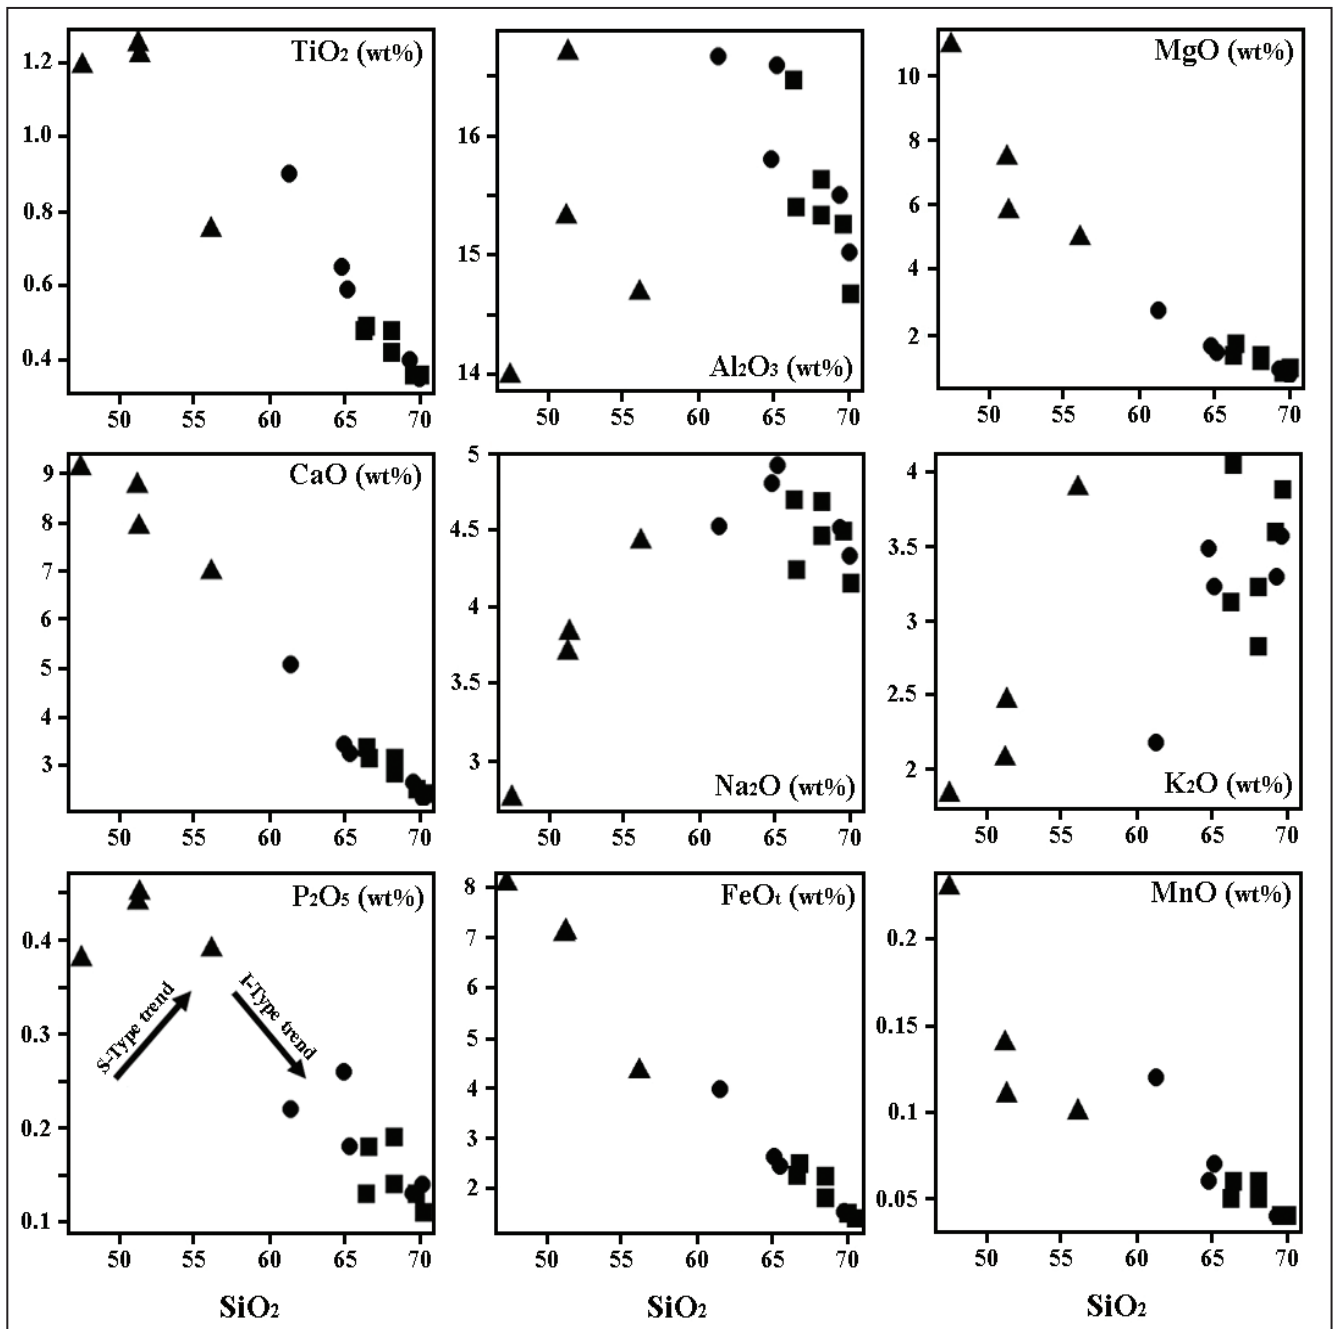 TiO2 (wt%)
1.2
1.0
0.8
0.6
0.4
50 55 60 65 70
Al2O3 (wt%)
16
15
14
50 55 60 65 70
MgO (wt%)
10
8
6
4
2
50 55 60 65 70
CaO (wt%)
9
8
7
6
5
4
3
50 55 60 65 70
Na2O (wt%)
5
4.5
4
3.5
3
50 55 60 65 70
K2O (wt%)
4
3.5
3
2.5
2
50 55 60 65 70
P2O5 (wt%)
0.4
0.3
0.2
0.1
S-Type trend
I-Type trend
50 55 60 65 70
SiO2
FeOt (wt%)
8
7
6
5
4
3
2
50 55 60 65 70
SiO2
MnO (wt%)
0.2
0.15
0.1
0.05
50 55 60 65 70
SiO2